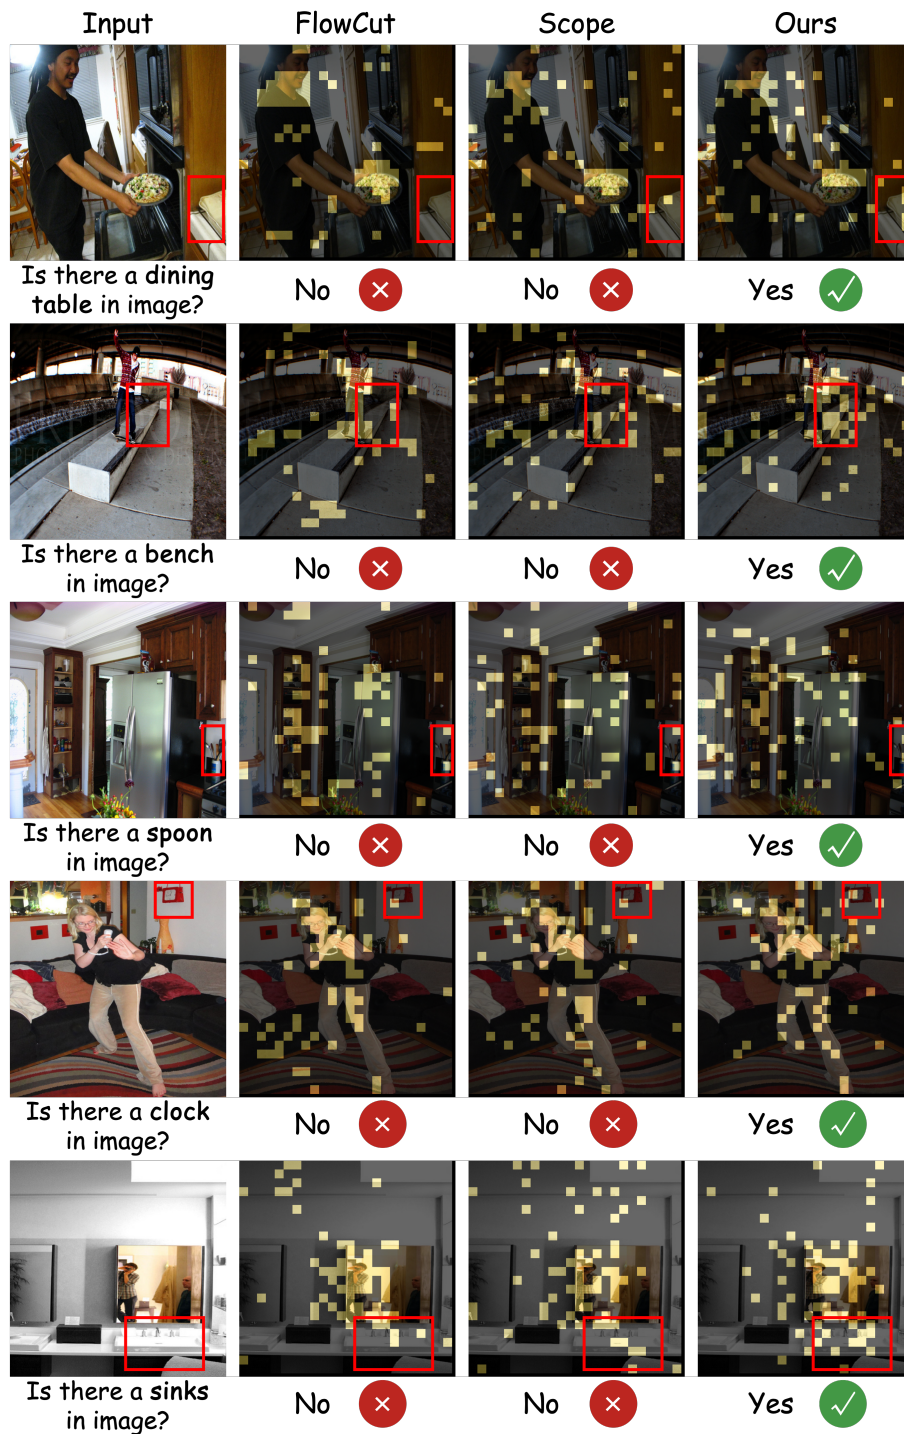 Input FlowCut Scope Ours
Is there a dining
table in image?
No No Yes
Is there a bench
in image?
No No Yes
Is there a spoon
in image?
No No Yes
Is there a clock
in image?
No No Yes
Is there a sinks
in image?
No No Yes